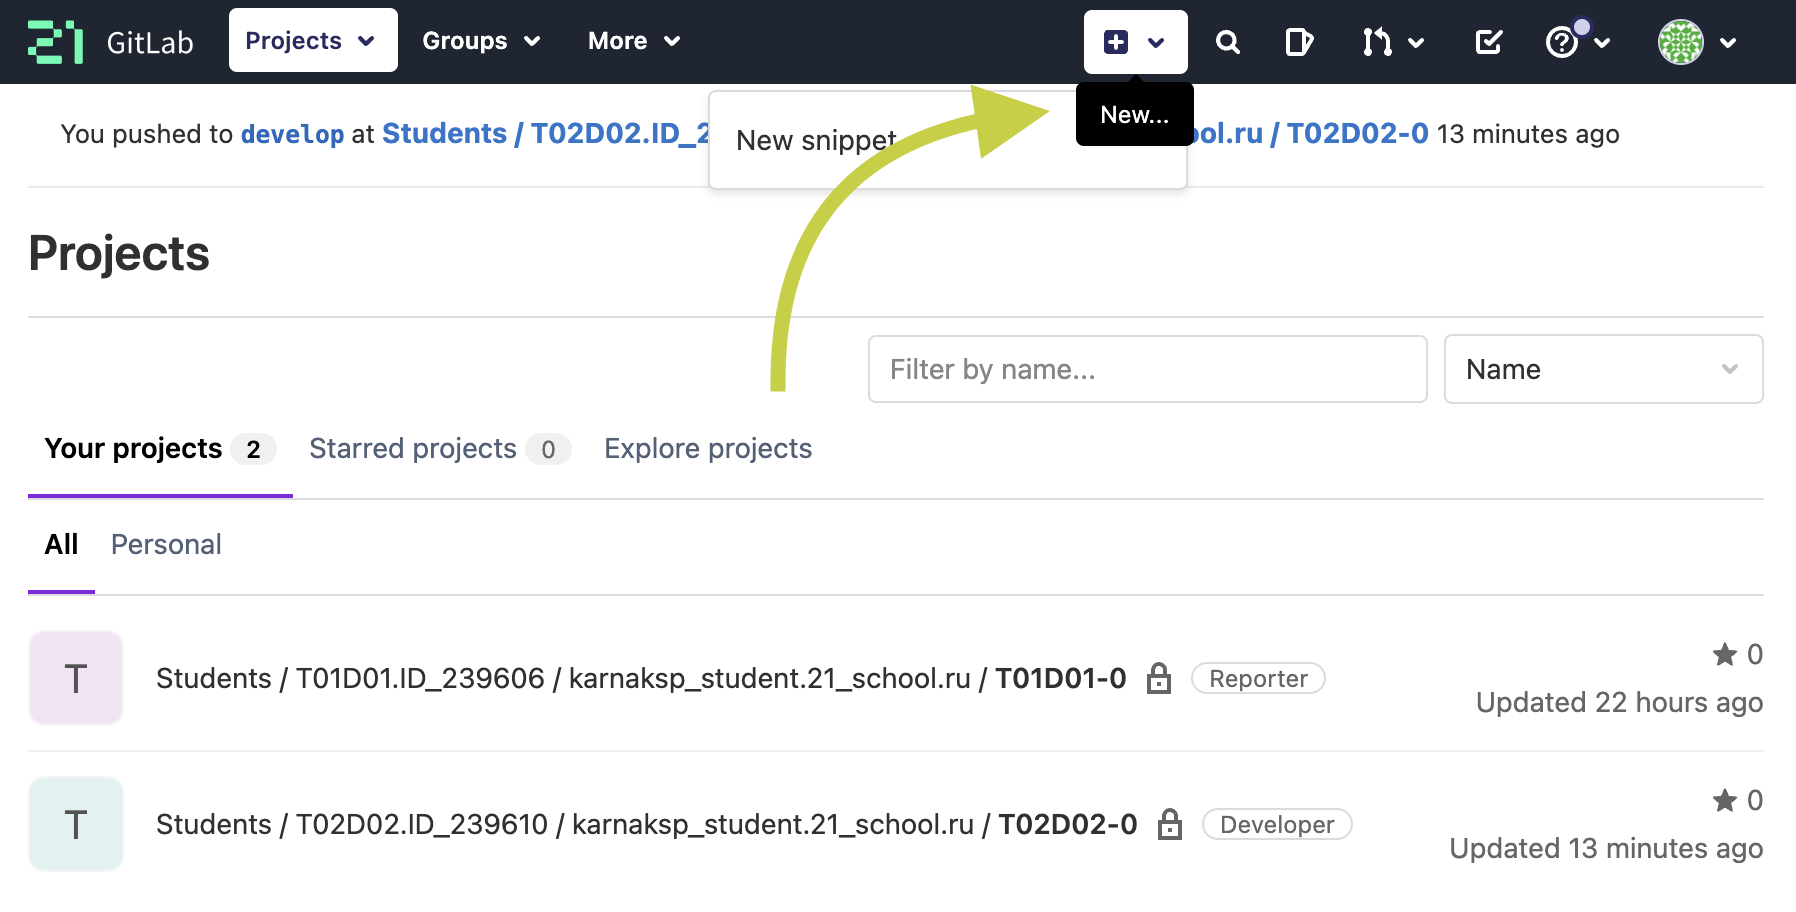 GitLab Projects Groups More
New...
You pushed to develop at Students / T02D02.ID_2 ool.ru / T02D02-0 13 minutes ago
New snippet
Projects
Filter by name... Name
Your projects 2 Starred projects 0 Explore projects
All Personal
T Students / T01D01.ID_239606 / karnaksp_student.21_school.ru / T01D01-0 Reporter 0
Updated 22 hours ago
T Students / T02D02.ID_239610 / karnaksp_student.21_school.ru / T02D02-0 Developer 0
Updated 13 minutes ago